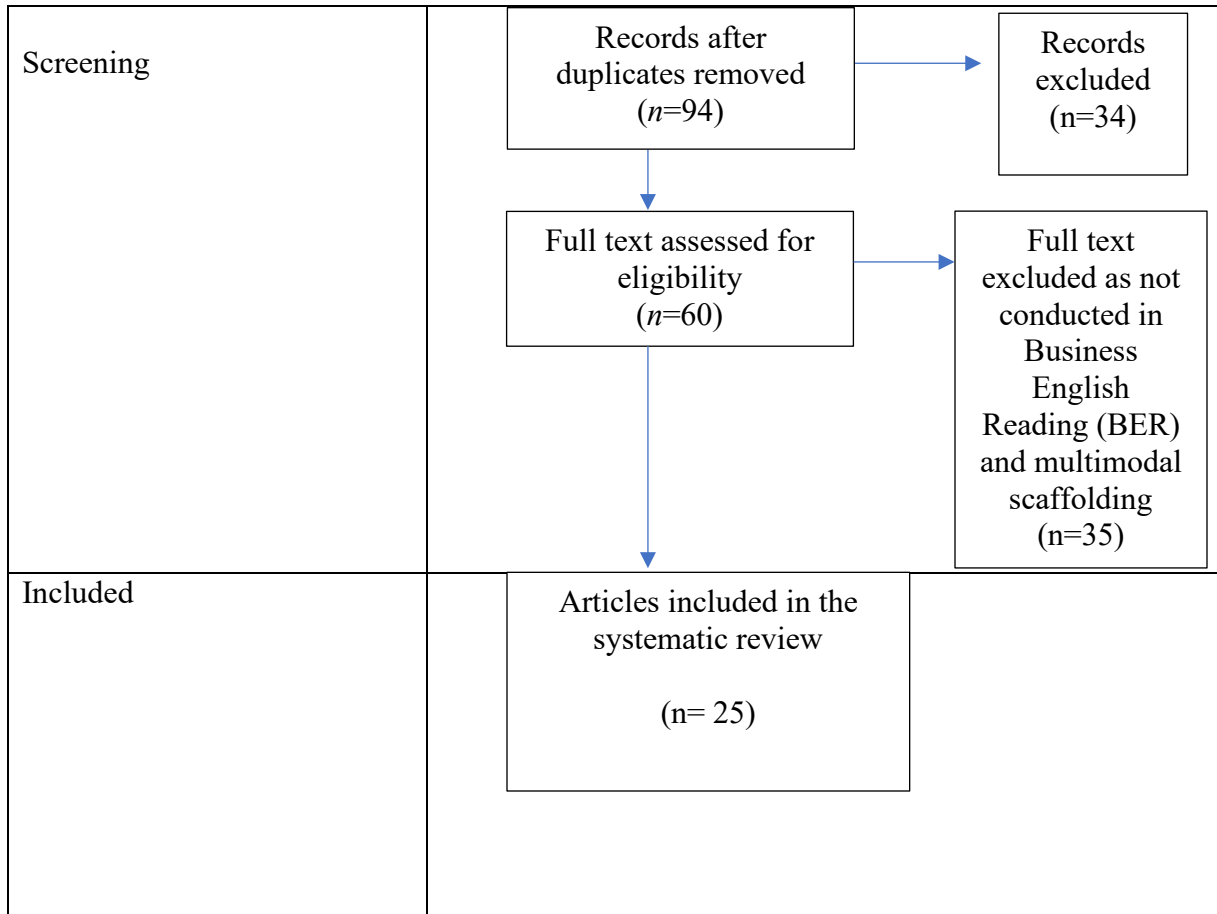 Screening
Records after
duplicates removed
(n=94)
Records
excluded
(n=34)
Full text assessed for
eligibility
(n=60)
Full text
excluded as not
conducted in
Business
English
Reading (BER)
and multimodal
scaffolding
(n=35)
Included
Articles included in the
systematic review
(n= 25)